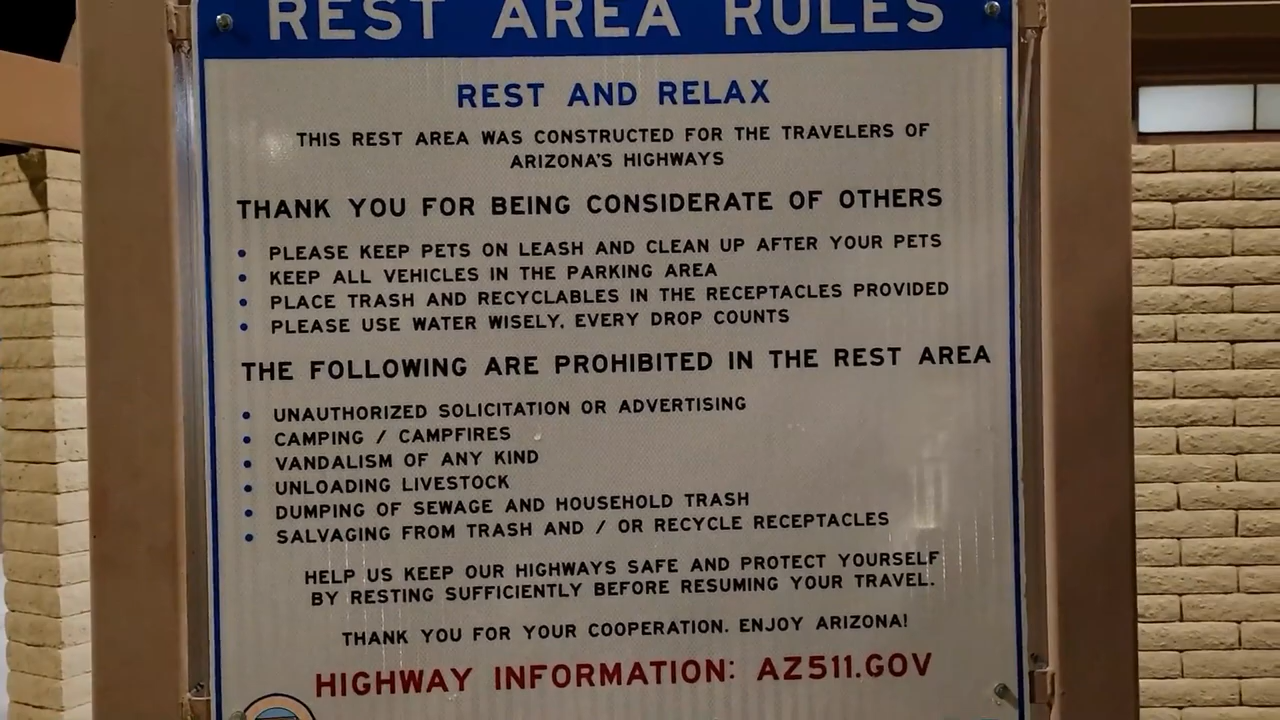 REST AREA RULES
REST AND RELAX
THIS REST AREA WAS CONSTRUCTED FOR THE TRAVELERS OF
ARIZONA'S HIGHWAYS
THANK YOU FOR BEING CONSIDERATE OF OTHERS
• PLEASE KEEP PETS ON LEASH AND CLEAN UP AFTER YOUR PETS
• KEEP ALL VEHICLES IN THE PARKING AREA
• PLACE TRASH AND RECYCLABLES IN THE RECEPTACLES PROVIDED
• PLEASE USE WATER WISELY, EVERY DROP COUNTS
THE FOLLOWING ARE PROHIBITED IN THE REST AREA
• UNAUTHORIZED SOLICITATION OR ADVERTISING
• CAMPING / CAMPFIRES
• VANDALISM OF ANY KIND
• UNLOADING LIVESTOCK
• DUMPING OF SEWAGE AND HOUSEHOLD TRASH
• SALVAGING FROM TRASH AND / OR RECYCLE RECEPTACLES
HELP US KEEP OUR HIGHWAYS SAFE AND PROTECT YOURSELF
BY RESTING SUFFICIENTLY BEFORE RESUMING YOUR TRAVEL.
THANK YOU FOR YOUR COOPERATION. ENJOY ARIZONA!
HIGHWAY INFORMATION: AZ511.GOV